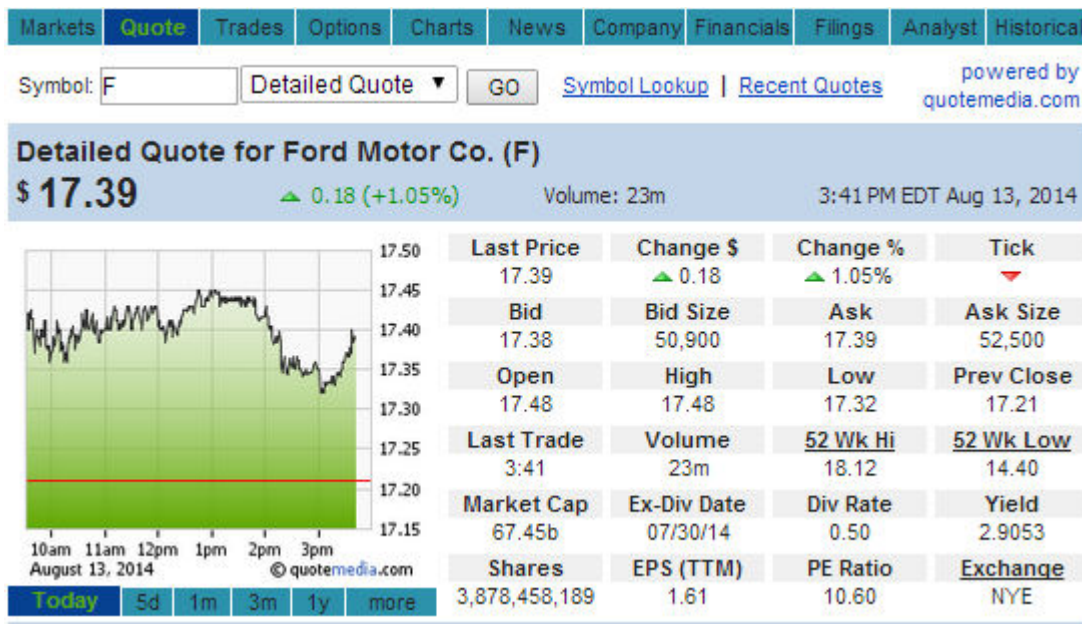 Markets Quote Trades Options Charts News Company Financials Filings Analyst Historical
Symbol: F Detailed Quote ▼ GO Symbol Lookup | Recent Quotes powered by
quotemedia.com
Detailed Quote for Ford Motor Co. (F)
$ 17.39 0.18 (+1.05%) Volume: 23m 3:41 PM EDT Aug 13, 2014
17.50
17.45
17.40
17.35
17.30
17.25
17.20
17.15
10am 11am 12pm 1pm 2pm 3pm
August 13, 2014 © quotemedia.com
Today 5d 1m 3m 1y more
Last Price Change $ Change % Tick
17.39 0.18 1.05%
Bid Bid Size Ask Ask Size
17.38 50,900 17.39 52,500
Open High Low Prev Close
17.48 17.48 17.32 17.21
Last Trade Volume 52 Wk Hi 52 Wk Low
3:41 23m 18.12 14.40
Market Cap Ex-Div Date Div Rate Yield
67.45b 07/30/14 0.50 2.9053
Shares EPS (TTM) PE Ratio Exchange
3,878,458,189 1.61 10.60 NYE